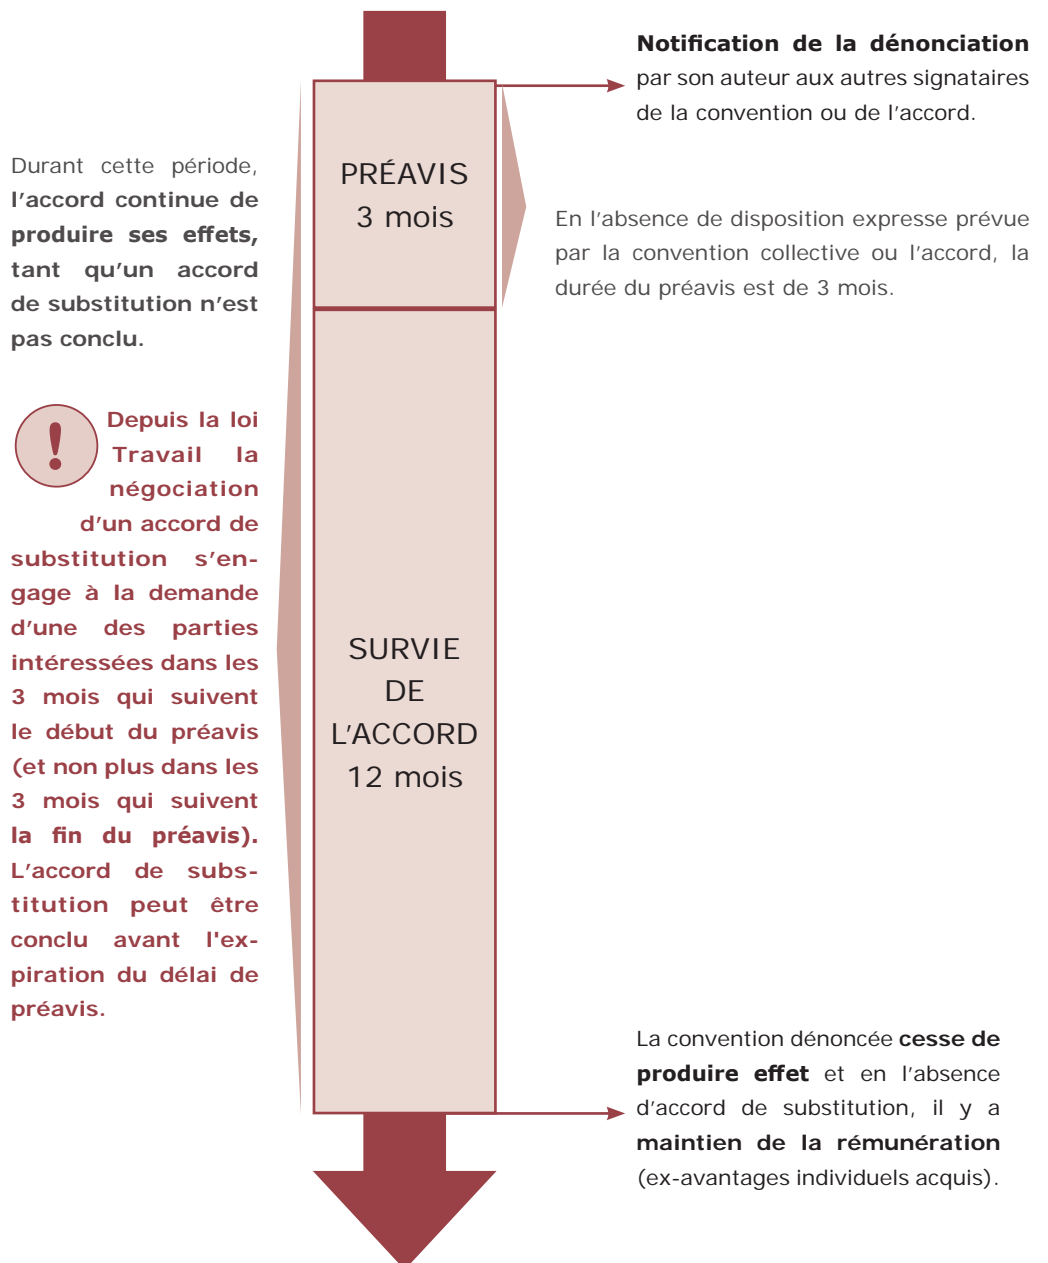 Notification de la dénonciation
par son auteur aux autres signataires
de la convention ou de l’accord.
PRÉAVIS
3 mois
En l’absence de disposition expresse prévue
par la convention collective ou l’accord, la
durée du préavis est de 3 mois.
Durant cette période,
l’accord continue de
produire ses effets,
tant qu’un accord
de substitution n’est
pas conclu.
!
Depuis la loi
Travail la
négociation
d’un accord de
substitution s’en-
gage à la demande
d’une des parties
intéressées dans les
3 mois qui suivent
le début du préavis
(et non plus dans les
3 mois qui suivent
la fin du préavis).
L’accord de subs-
titution peut être
conclu avant l'ex-
piration du délai de
préavis.
SURVIE
DE
L’ACCORD
12 mois
La convention dénoncée cesse de
produire effet et en l’absence
d’accord de substitution, il y a
maintien de la rémunération
(ex-avantages individuels acquis).